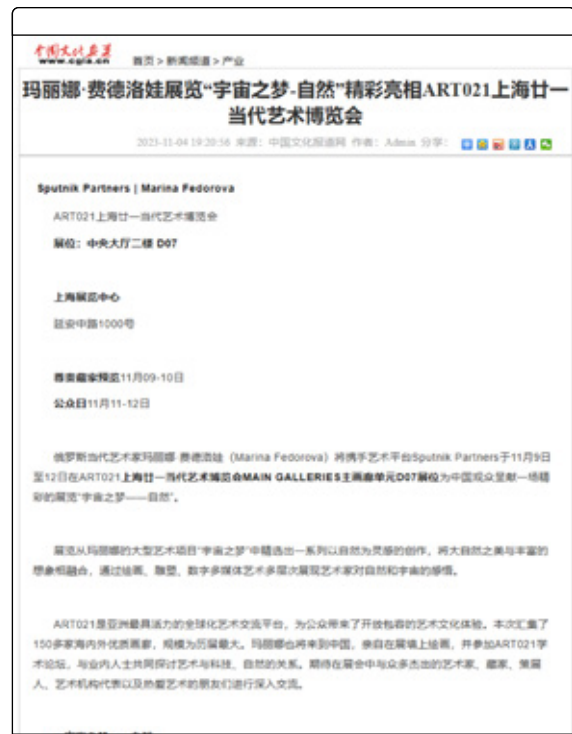 中国文化报道
www.cgia.cn
首页 > 新闻频道 > 产业
玛丽娜·费德洛娃展览“宇宙之梦-自然”精彩亮相ART021上海廿一
当代艺术博览会
2023-11-04 19:20:56 来源：中国文化报道网 作者：Admin 分享：
Sputnik Partners | Marina Fedorova
ART021上海廿一当代艺术博览会
展位：中央大厅二楼 D07
上海展览中心
延安中路1000号
尊贵藏家预览11月09-10日
公众日11月11-12日
俄罗斯当代艺术家玛丽娜·费德洛娃（Marina Fedorova）将携手艺术平台Sputnik Partners于11月9日
至12日在ART021上海廿一当代艺术博览会MAIN GALLERIES主画廊单元D07展位为中国观众呈献一场精
彩的展览“宇宙之梦——自然”。
展览从玛丽娜的大型艺术项目“宇宙之梦”中精选出一系列以自然为灵感的创作，将大自然之美与丰富的
想象相融合，通过绘画、雕塑、数字多媒体艺术多层次展现艺术家对自然和宇宙的感悟。
ART021是亚洲最具活力的全球化艺术交流平台，为公众带来了开放包容的艺术文化体验。本次汇集了
150多家海内外优质画廊，规模为历届最大。玛丽娜也将来到中国，亲自在展墙上绘画，并参加ART021学
术论坛，与业内人士共同探讨艺术与科技、自然的关系。期待在展会中与众多杰出的艺术家、藏家、策展
人、艺术机构代表以及热爱艺术的朋友们进行深入交流。